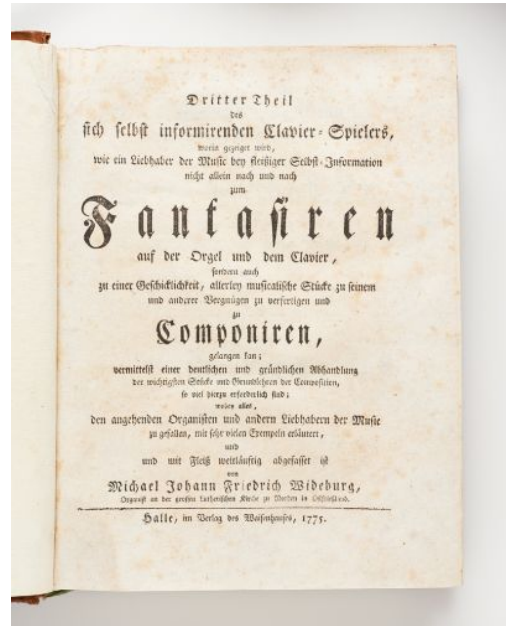 Dritter Theil
des
sich selbst informirenden Clavier-Spielers,
worin gezeiget wird,
wie ein Liebhaber der Music bey fleißiger Selbst-Information
nicht allein nach und nach
zum
Fantasiren
auf der Orgel und dem Clavier,
sondern auch
zu einer Geschicklichkeit, allerley musicalische Stücke zu seinem
und anderer Vergnügen zu verfertigen und
zu
Componiren,
gelangen kan;
vermittelst einer deutlichen und gründlichen Abhandlung
der wichtigsten Stücke und Grundlehren der Composition,
so viel hierzu erforderlich sind;
wobey alles,
den angehenden Organisten und andern Liebhabern der Music
zu gefallen, mit sehr vielen Exempeln erläutert,
und
und mit Fleiß weitläuftig abgefasset ist
von
Michael Johann Friedrich Wideburg,
Organist an der grossen Lutherischen Kirche zu Norden in Ostfrießland.
Halle, im Verlag des Waisenhauses, 1775.